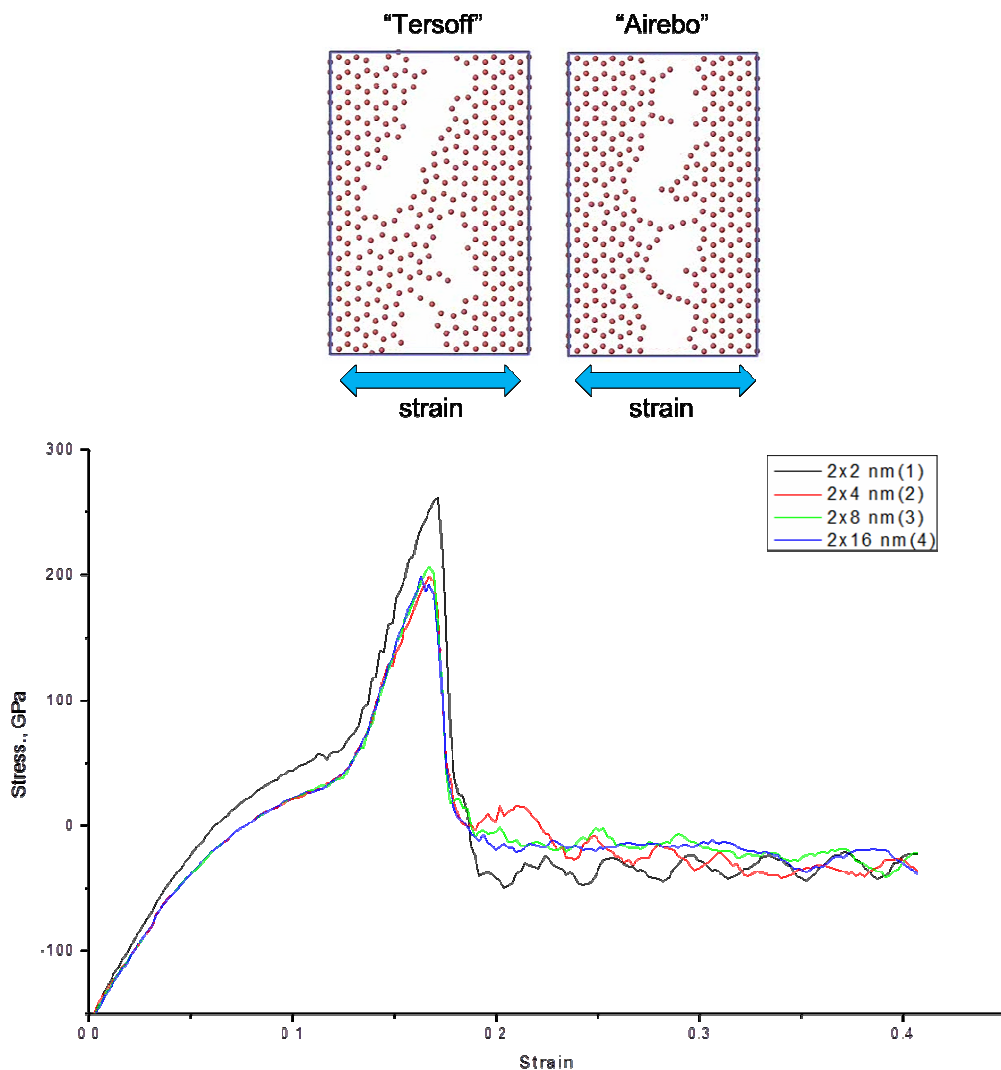 “Tersoff” “Airebo”
strain strain
300
2x2 nm(1)
2x4 nm(2)
2x8 nm(3)
2x16 nm(4)
200
100
0
-100
Stress., GPa
0 0 0 1 0 2 0.3 0.4
Strain